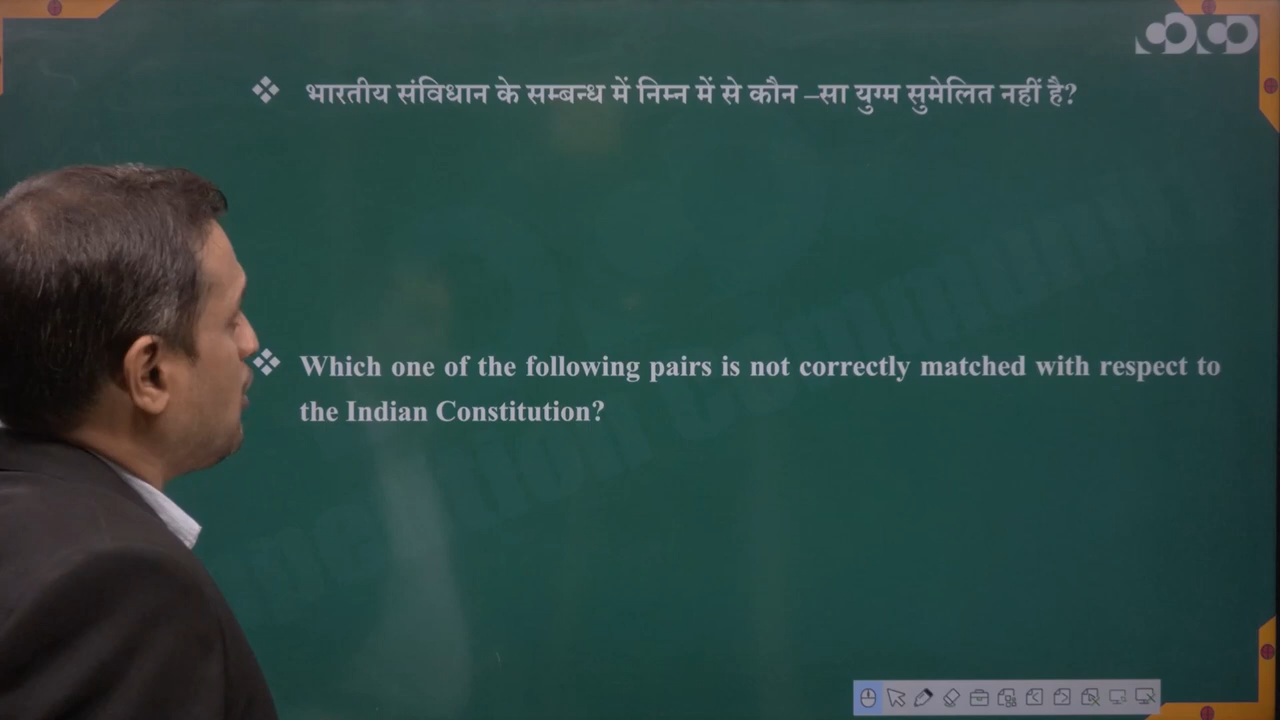 ❖ भारतीय संविधान के सम्बन्ध में निम्न में से कौन –सा युग्म सुमेलित नहीं है?
❖ Which one of the following pairs is not correctly matched with respect to
the Indian Constitution?